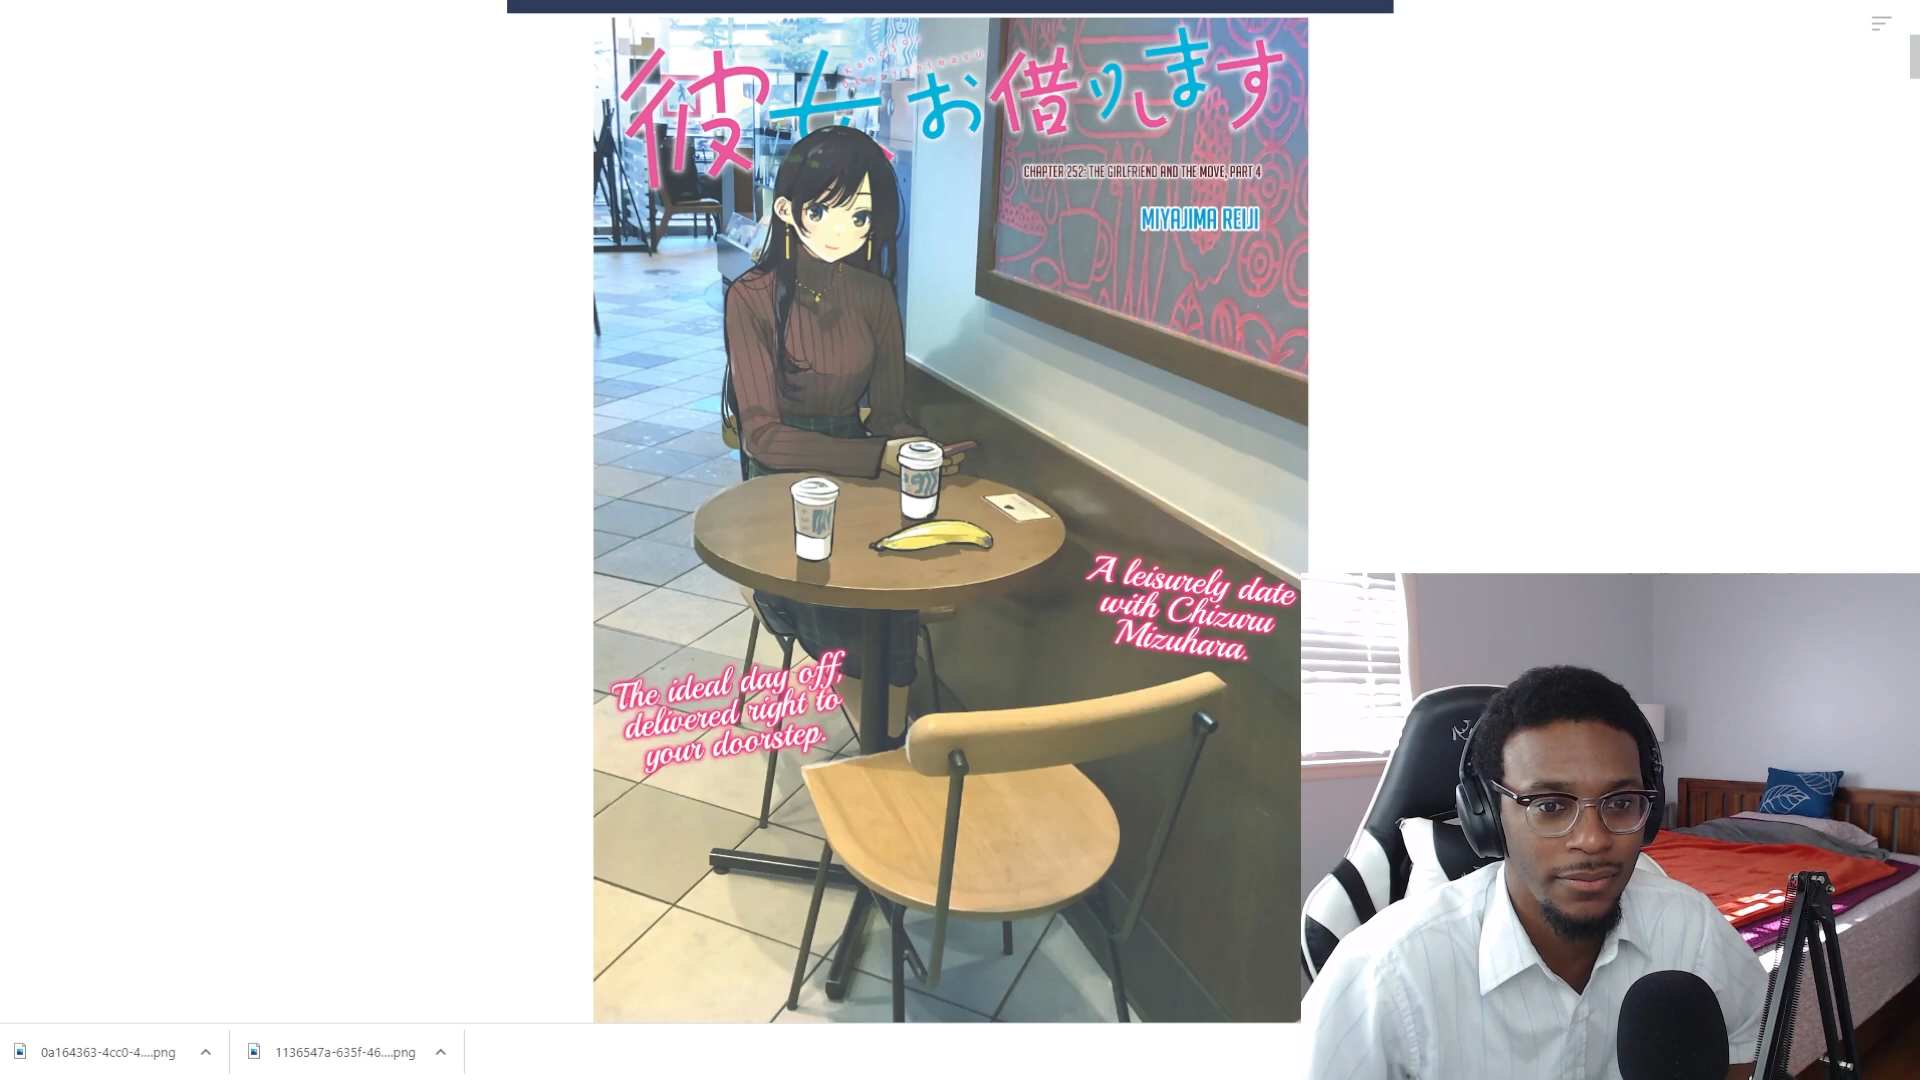 彼女お借りします
Kanojo
Okarishimasu
CHAPTER 252: THE GIRLFRIEND AND THE MOVE, PART 4
MIYAJIMA REIJI
A leisurely date
with Chizuru
Mizuhara.
The ideal day off,
delivered right to
your doorstep.
0a164363-4cc0-4....png
1136547a-635f-46....png